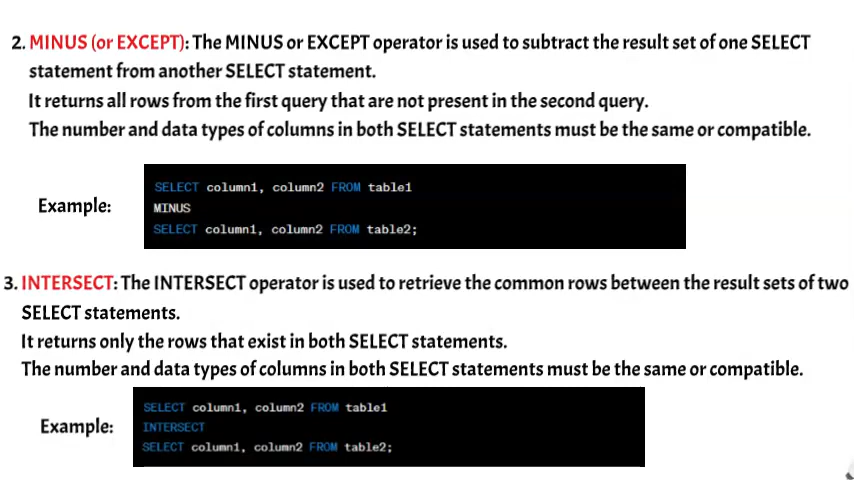 2. MINUS (or EXCEPT): The MINUS or EXCEPT operator is used to subtract the result set of one SELECT
statement from another SELECT statement.
It returns all rows from the first query that are not present in the second query.
The number and data types of columns in both SELECT statements must be the same or compatible.
Example:
SELECT column1, column2 FROM table1
MINUS
SELECT column1, column2 FROM table2;
3. INTERSECT: The INTERSECT operator is used to retrieve the common rows between the result sets of two
SELECT statements.
It returns only the rows that exist in both SELECT statements.
The number and data types of columns in both SELECT statements must be the same or compatible.
Example:
SELECT column1, column2 FROM table1
INTERSECT
SELECT column1, column2 FROM table2;